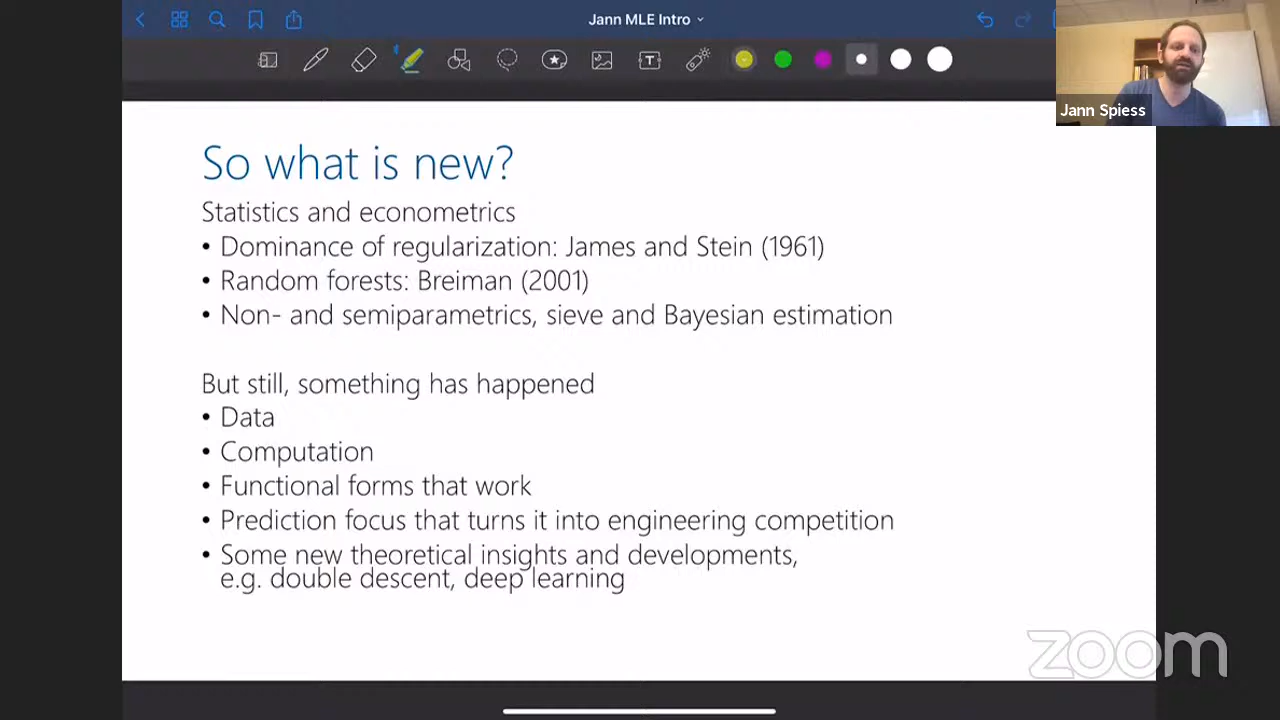 Jann MLE Intro
Jann Spiess
So what is new?
Statistics and econometrics
• Dominance of regularization: James and Stein (1961)
• Random forests: Breiman (2001)
• Non- and semiparametrics, sieve and Bayesian estimation
But still, something has happened
• Data
• Computation
• Functional forms that work
• Prediction focus that turns it into engineering competition
• Some new theoretical insights and developments,
e.g. double descent, deep learning
zoom